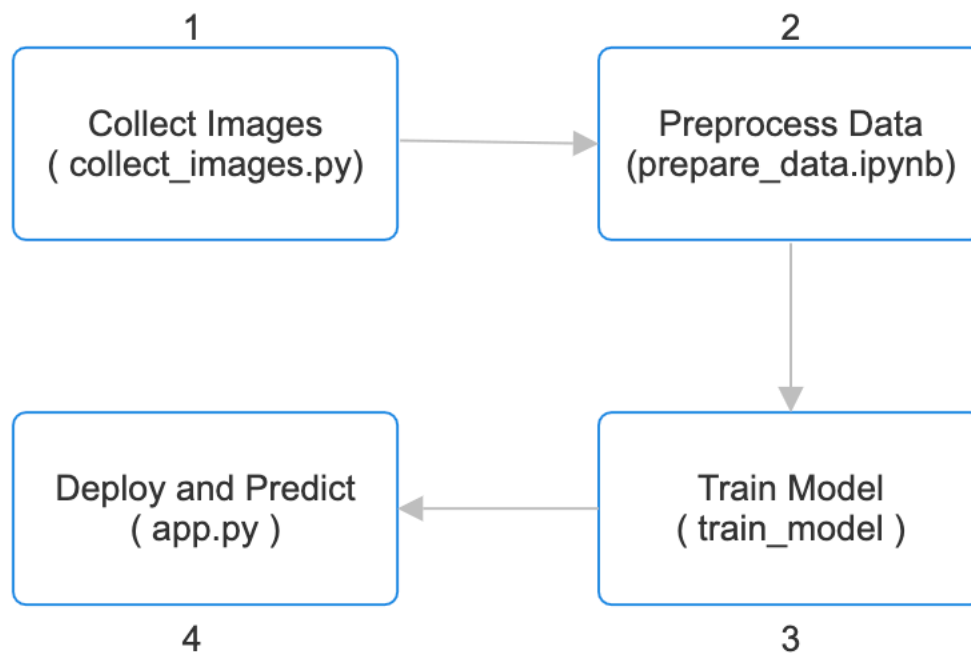 1
Collect Images
( collect_images.py)
2
Preprocess Data
(prepare_data.ipynb)
Deploy and Predict
( app.py )
4
Train Model
( train_model )
3